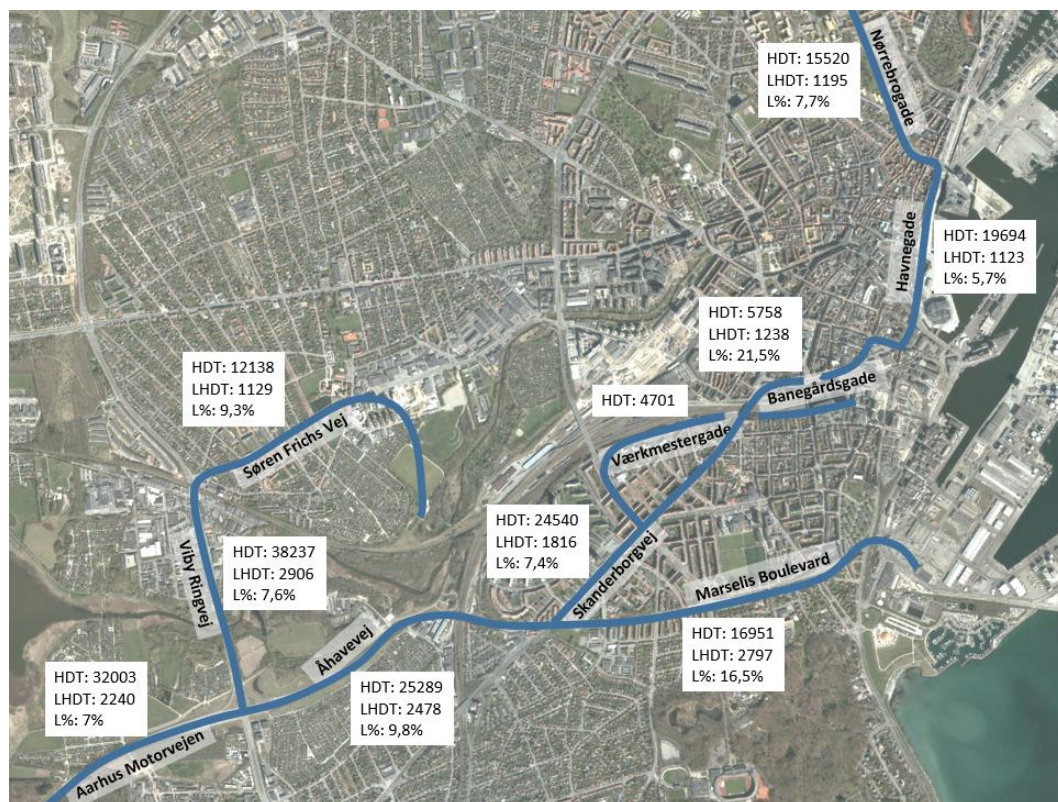 Nørrebrogade
HDT: 15520
LHDT: 1195
L%: 7,7%
Havnegade
HDT: 19694
LHDT: 1123
L%: 5,7%
HDT: 5758
LHDT: 1238
L%: 21,5%
Banegårdsgade
HDT: 12138
LHDT: 1129
L%: 9,3%
HDT: 4701
Værkmestergade
Søren Frichs Vej
HDT: 24540
LHDT: 1816
L%: 7,4%
Skanderborgvej
Marselis Boulevard
Viby Ringvej
HDT: 38237
LHDT: 2906
L%: 7,6%
HDT: 16951
LHDT: 2797
L%: 16,5%
Åhavevej
HDT: 32003
LHDT: 2240
L%: 7%
HDT: 25289
LHDT: 2478
L%: 9,8%
Aarhus Motorvejen